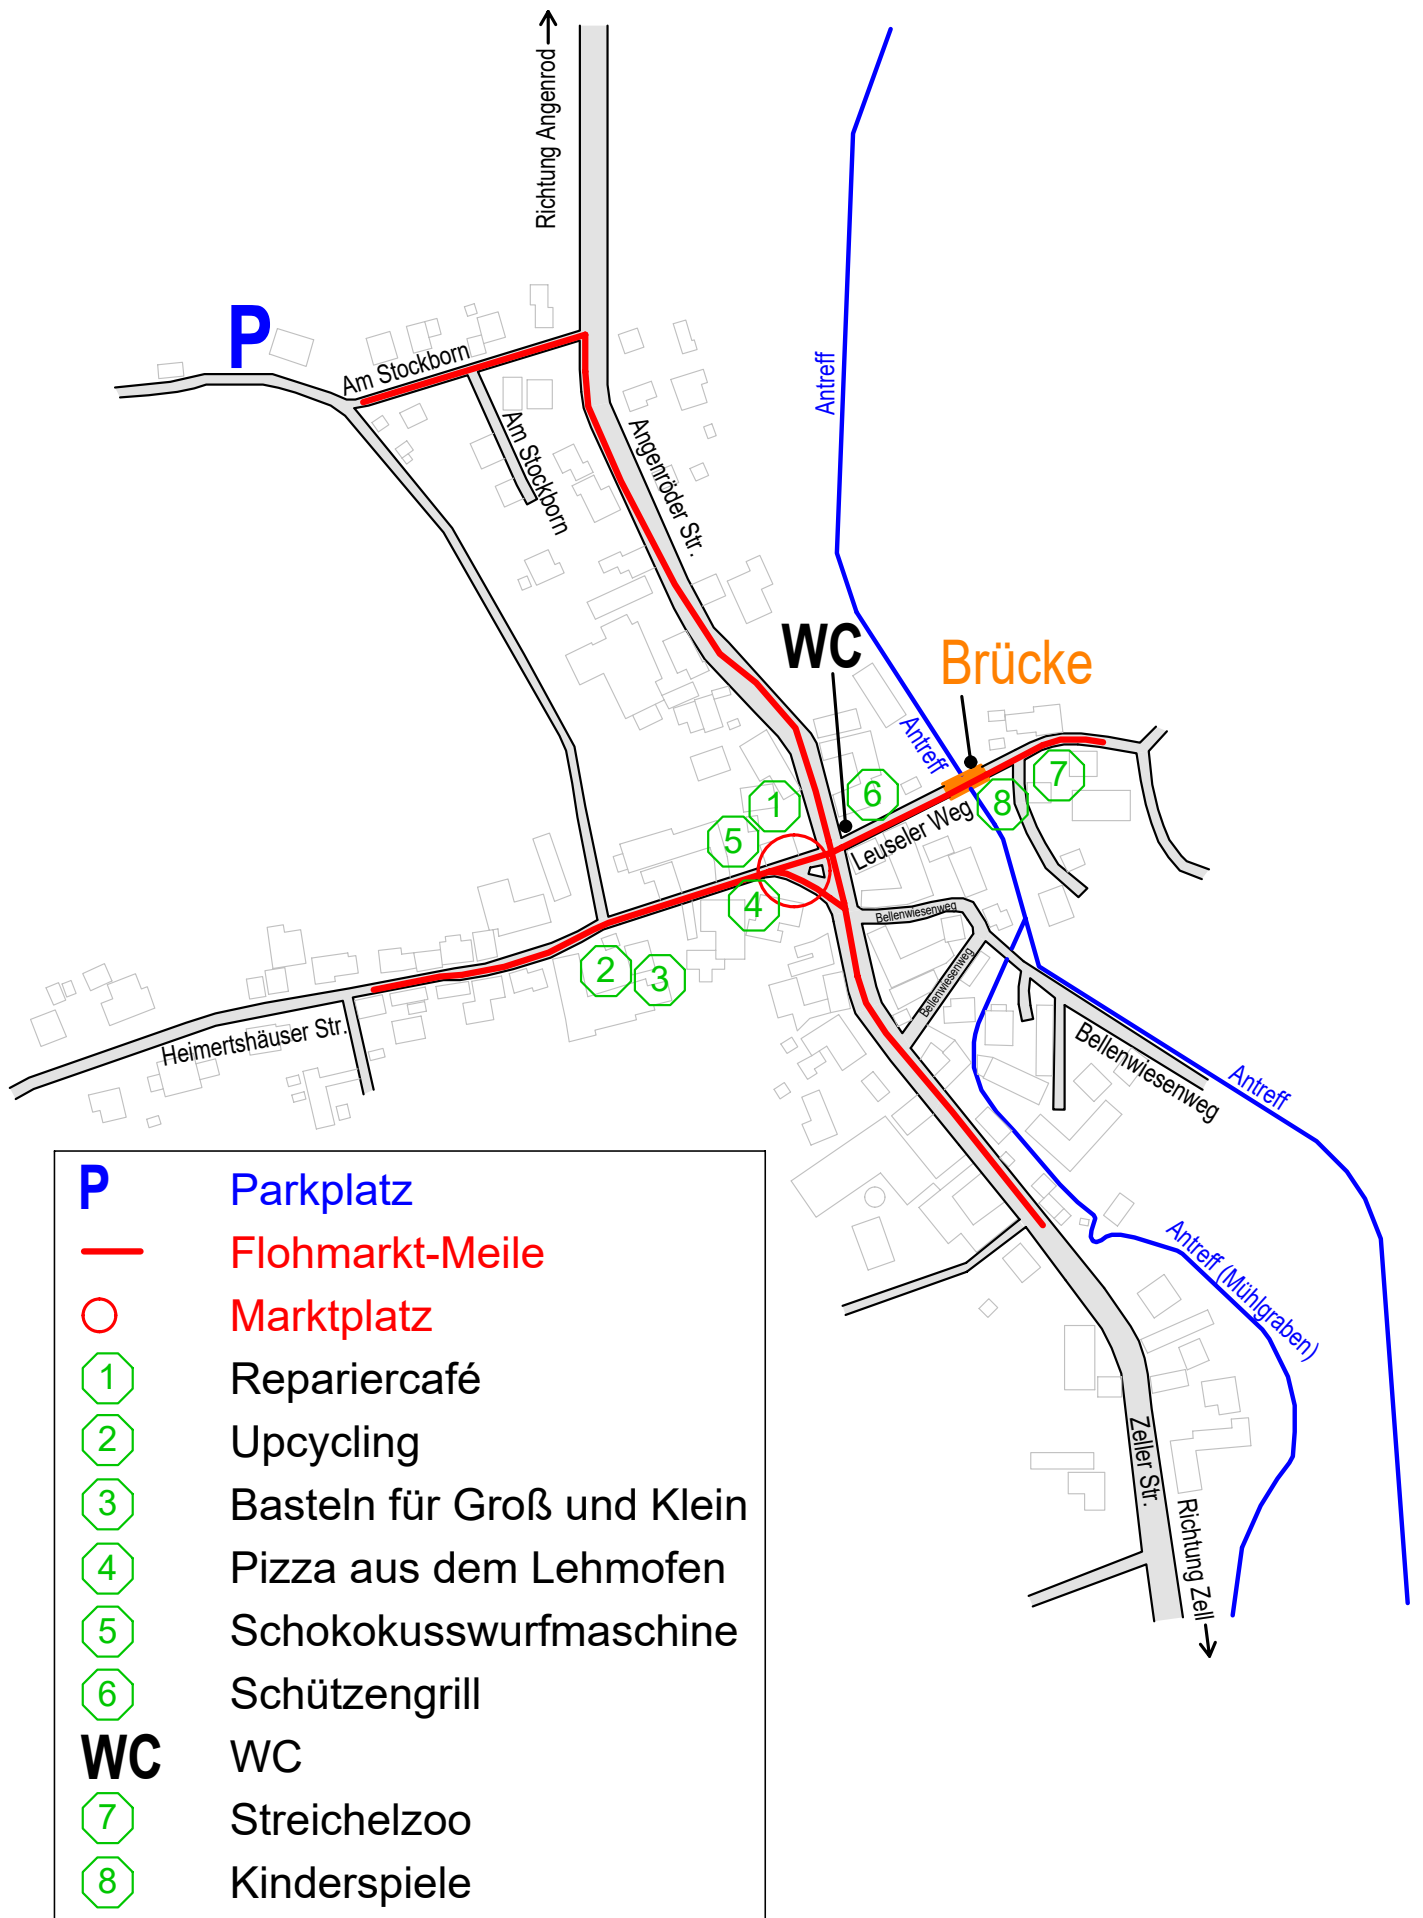 Richtung Angenrod
P
Am Stockborn
Am Stockborn
Angenröder Str.
Antreff
WC
Brücke
Antreff
1
6
7
8
5
Leuseler Weg
4
Bellenwiesenweg
2
3
Bellenwiesenweg
Heimertshäuser Str.
Bellenwiesenweg
Antreff
Antreff (Mühlgraben)
Zeller Str.
Richtung Zell
P Parkplatz
Flohmarkt-Meile
Marktplatz
1 Repariercafé
2 Upcycling
3 Basteln für Groß und Klein
4 Pizza aus dem Lehmofen
5 Schokokusswurfmaschine
6 Schützengrill
WC WC
7 Streichelzoo
8 Kinderspiele